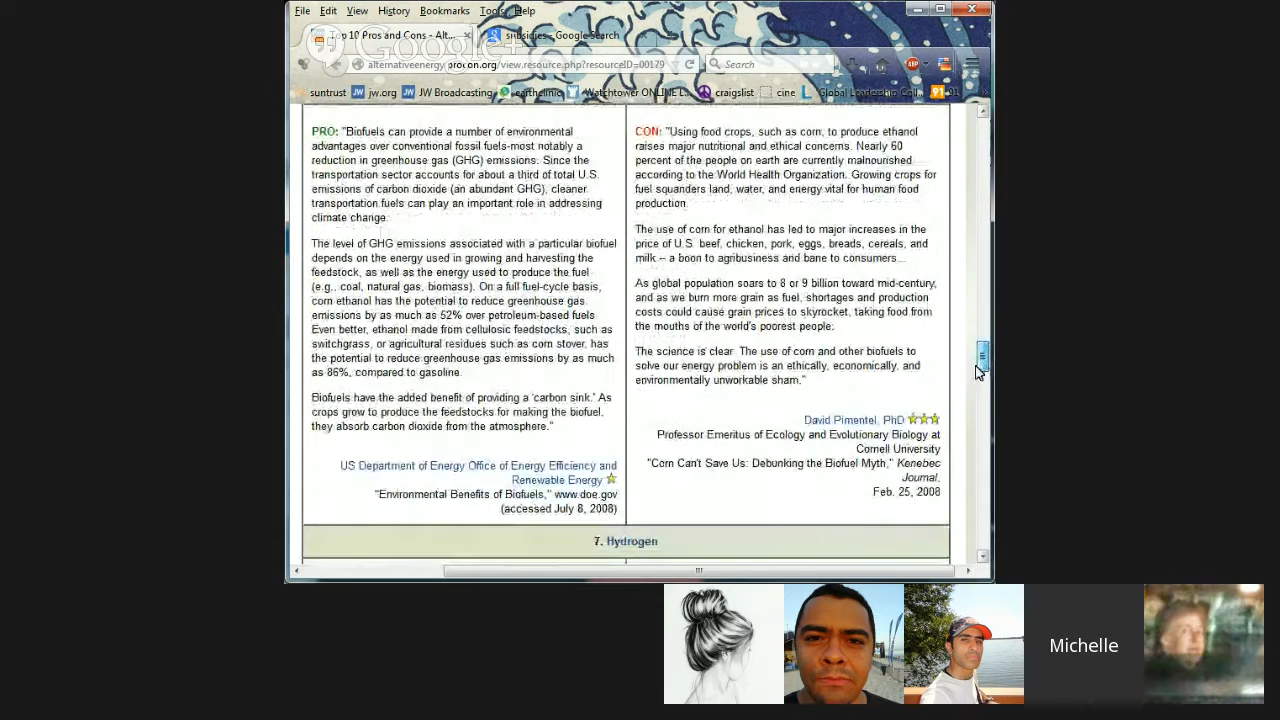 File Edit View History Bookmarks Tools Help
Top 10 Pros and Cons - Alt...
subsidies - Google Search
Google+
alternativeenergy.procon.org/view.resource.php?resourceID=00179
Search
suntrust jw.org JW Broadcasting earthclinic Watchtower ONLINE L... craigslist cine Global Leadership Coll... 91
PRO: "Biofuels can provide a number of environmental
advantages over conventional fossil fuels-most notably a
reduction in greenhouse gas (GHG) emissions. Since the
transportation sector accounts for about a third of total U.S.
emissions of carbon dioxide (an abundant GHG), cleaner
transportation fuels can play an important role in addressing
climate change.
The level of GHG emissions associated with a particular biofuel
depends on the energy used in growing and harvesting the
feedstock, as well as the energy used to produce the fuel
(e.g., coal, natural gas, biomass). On a full fuel-cycle basis,
corn ethanol has the potential to reduce greenhouse gas
emissions by as much as 52% over petroleum-based fuels
Even better, ethanol made from cellulosic feedstocks, such as
switchgrass, or agricultural residues such as corn stover, has
the potential to reduce greenhouse gas emissions by as much
as 86%, compared to gasoline.
Biofuels have the added benefit of providing a 'carbon sink.' As
crops grow to produce the feedstocks for making the biofuel,
they absorb carbon dioxide from the atmosphere."
US Department of Energy Office of Energy Efficiency and
Renewable Energy
"Environmental Benefits of Biofuels," www.doe.gov
(accessed July 8, 2008)
CON: "Using food crops, such as corn, to produce ethanol
raises major nutritional and ethical concerns. Nearly 60
percent of the people on earth are currently malnourished
according to the World Health Organization. Growing crops for
fuel squanders land, water, and energy vital for human food
production.
The use of corn for ethanol has led to major increases in the
price of U.S. beef, chicken, pork, eggs, breads, cereals, and
milk -- a boon to agribusiness and bane to consumers...
As global population soars to 8 or 9 billion toward mid-century,
and as we burn more grain as fuel, shortages and production
costs could cause grain prices to skyrocket, taking food from
the mouths of the world's poorest people.
The science is clear. The use of corn and other biofuels to
solve our energy problem is an ethically, economically, and
environmentally unworkable sham."
David Pimentel, PhD
Professor Emeritus of Ecology and Evolutionary Biology at
Cornell University
"Corn Can't Save Us: Debunking the Biofuel Myth," Kenebec
Journal,
Feb. 25, 2008
7. Hydrogen
Michelle